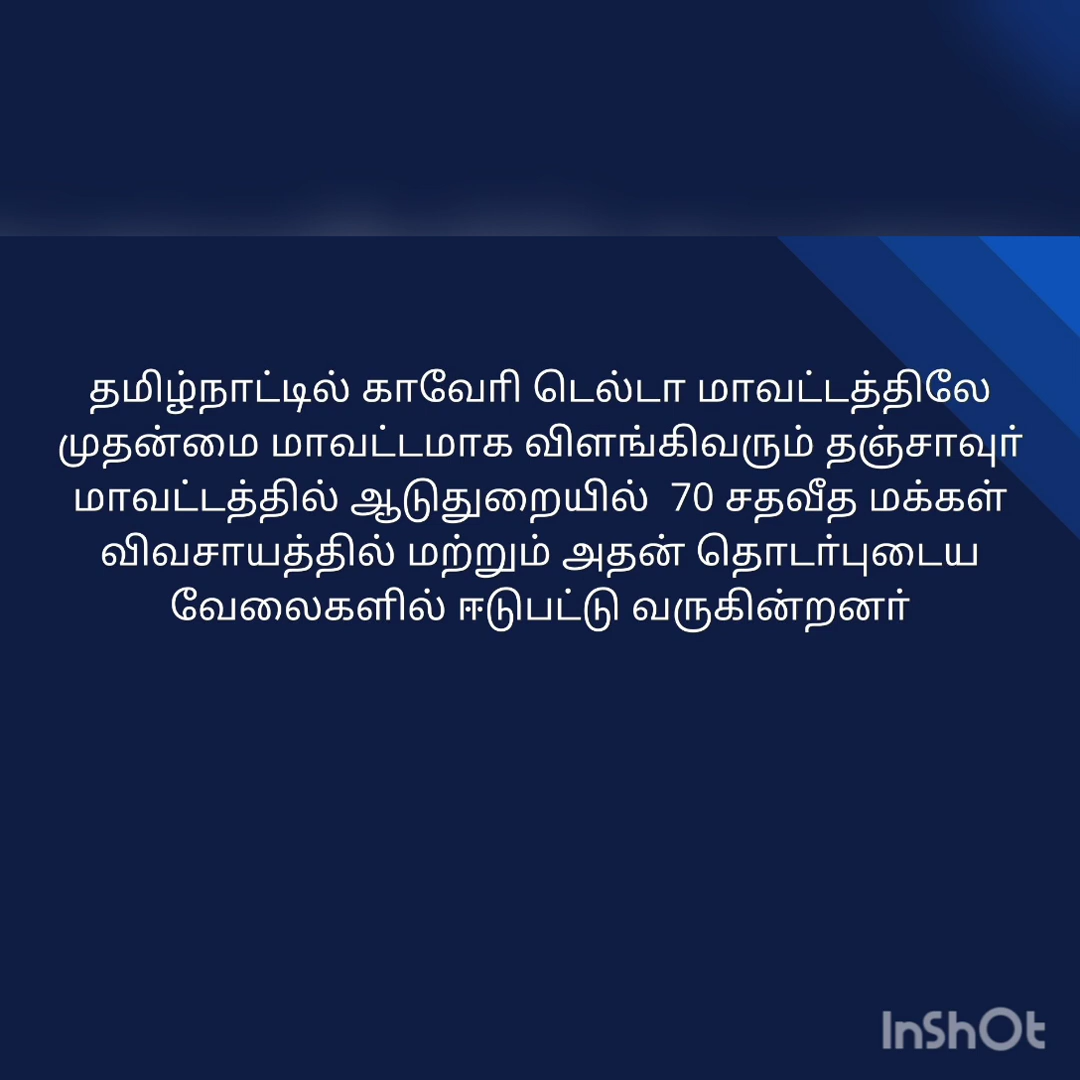 தமிழ்நாட்டில் காவேரி டெல்டா மாவட்டத்திலே
முதன்மை மாவட்டமாக விளங்கிவரும் தஞ்சாவுர்
மாவட்டத்தில் ஆடுதுறையில் 70 சதவீத மக்கள்
விவசாயத்தில் மற்றும் அதன் தொடர்புடைய
வேலைகளில் ஈடுபட்டு வருகின்றனர்
InShOt